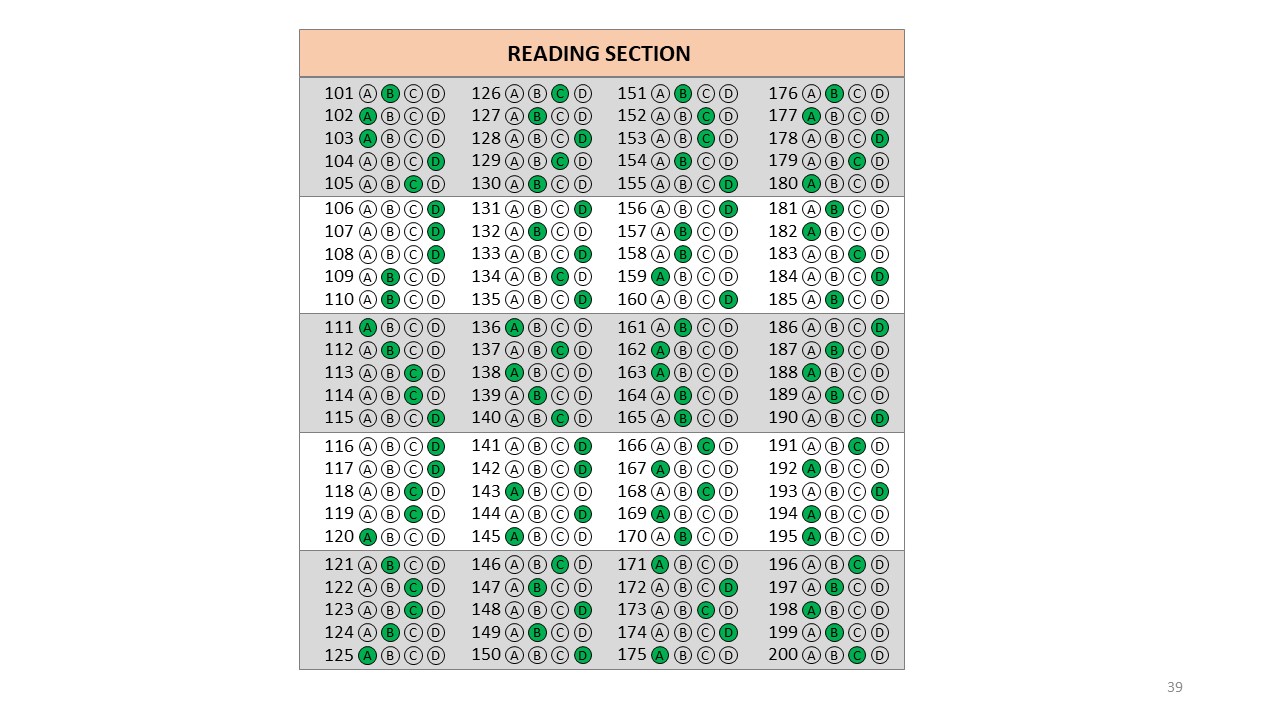 READING SECTION
101 A B C D 126 A B C D 151 A B C D 176 A B C D
102 A B C D 127 A B C D 152 A B C D 177 A B C D
103 A B C D 128 A B C D 153 A B C D 178 A B C D
104 A B C D 129 A B C D 154 A B C D 179 A B C D
105 A B C D 130 A B C D 155 A B C D 180 A B C D
106 A B C D 131 A B C D 156 A B C D 181 A B C D
107 A B C D 132 A B C D 157 A B C D 182 A B C D
108 A B C D 133 A B C D 158 A B C D 183 A B C D
109 A B C D 134 A B C D 159 A B C D 184 A B C D
110 A B C D 135 A B C D 160 A B C D 185 A B C D
111 A B C D 136 A B C D 161 A B C D 186 A B C D
112 A B C D 137 A B C D 162 A B C D 187 A B C D
113 A B C D 138 A B C D 163 A B C D 188 A B C D
114 A B C D 139 A B C D 164 A B C D 189 A B C D
115 A B C D 140 A B C D 165 A B C D 190 A B C D
116 A B C D 141 A B C D 166 A B C D 191 A B C D
117 A B C D 142 A B C D 167 A B C D 192 A B C D
118 A B C D 143 A B C D 168 A B C D 193 A B C D
119 A B C D 144 A B C D 169 A B C D 194 A B C D
120 A B C D 145 A B C D 170 A B C D 195 A B C D
121 A B C D 146 A B C D 171 A B C D 196 A B C D
122 A B C D 147 A B C D 172 A B C D 197 A B C D
123 A B C D 148 A B C D 173 A B C D 198 A B C D
124 A B C D 149 A B C D 174 A B C D 199 A B C D
125 A B C D 150 A B C D 175 A B C D 200 A B C D
39